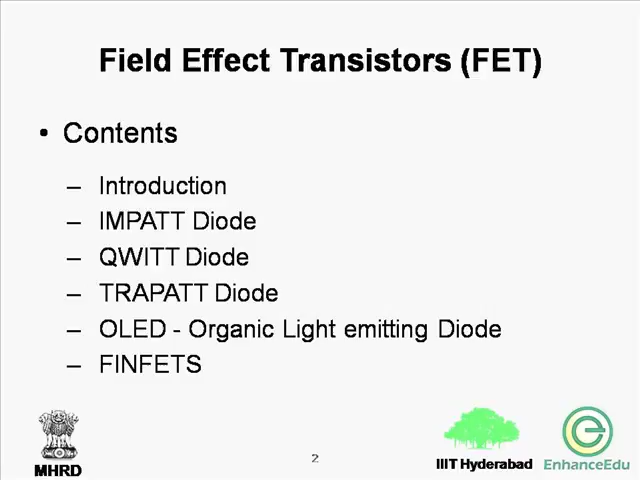 Field Effect Transistors (FET)
• Contents
– Introduction
– IMPATT Diode
– QWITT Diode
– TRAPATT Diode
– OLED - Organic Light emitting Diode
– FINFETS
MHRD
2
IIIT Hyderabad
EnhanceEdu